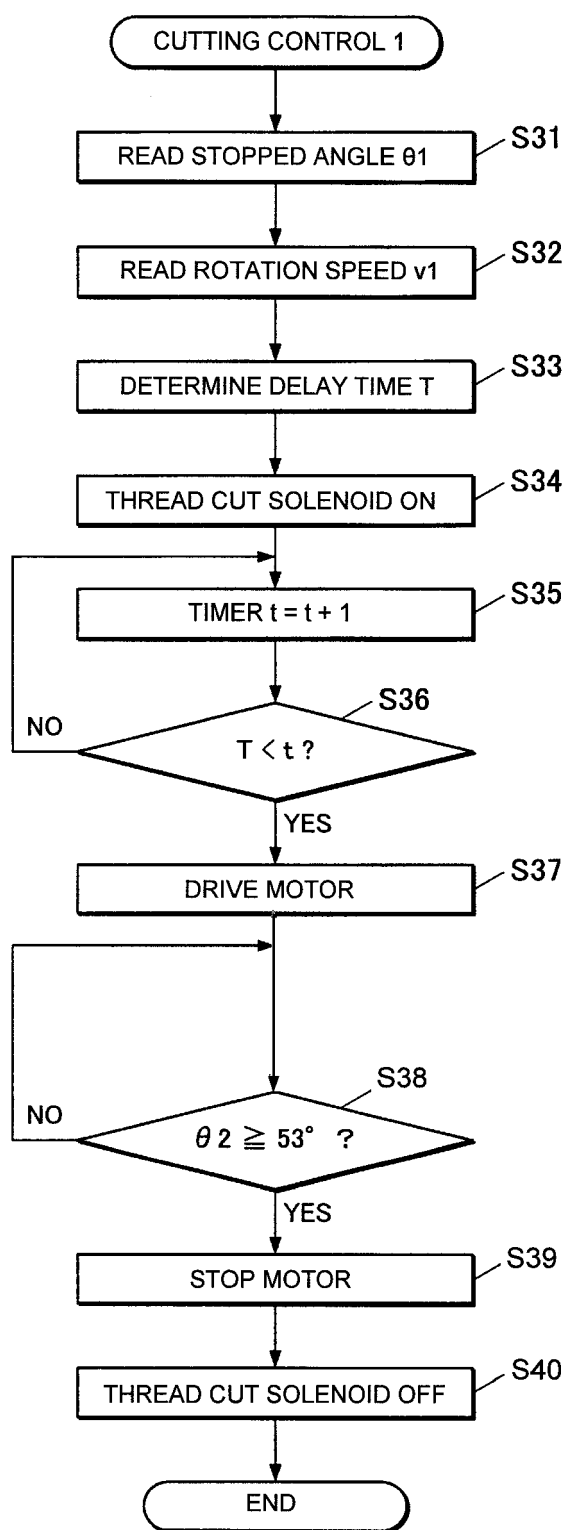 CUTTING CONTROL 1
S31
READ STOPPED ANGLE θ1
S32
READ ROTATION SPEED v1
S33
DETERMINE DELAY TIME T
S34
THREAD CUT SOLENOID ON
S35
TIMER t = t + 1
S36
NO
T < t ?
YES
S37
DRIVE MOTOR
S38
NO
θ 2 ≧ 53° ?
YES
S39
STOP MOTOR
S40
THREAD CUT SOLENOID OFF
END